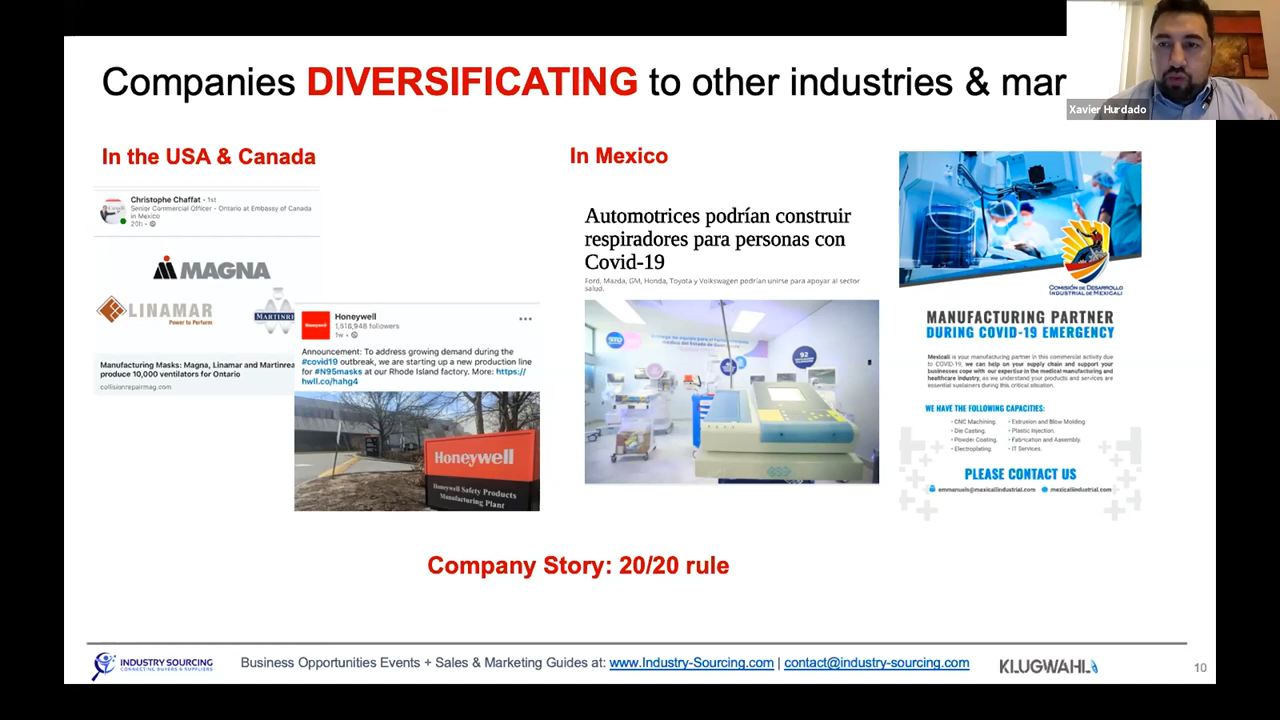 Companies DIVERSIFICATING to other industries & mar
Xavier Hurdado
In the USA & Canada
Christophe Chaffat · 1st
Senior Commercial Officer - Ontario at Embassy of Canada
in Mexico
20h ·
MAGNA
LINAMAR
Power to Perform
MARTINRE
Manufacturing Masks: Magna, Linamar and Martinrea
produce 10,000 ventilators for Ontario
collisionrepairmag.com
Honeywell
Honeywell
followers
1w ·
Announcement: To address growing demand during the
#covid19 outbreak, we are starting up a new production line
for #N95masks at our Rhode Island factory. More: https://
hwll.co/hahg4
Honeywell
Honeywell Safety Products
Manufacturing Plant
In Mexico
Automotrices podrían construir
respiradores para personas con
Covid-19
Ford, Mazda, GM, Honda, Toyota y Volkswagen podrían unirse para apoyar al sector
salud.
92
COMISIÓN DE DESARROLLO
INDUSTRIAL DE MEXICALI
MANUFACTURING PARTNER
DURING COVID-19 EMERGENCY
Mexicali is your manufacturing partner in this commercial activity due
to COVID-19, we can help on your supply chain and support your
businesses cope with our expertise in the medical manufacturing and
healthcare industry, as we understand your products and services are
essential sustainers during this critical situation.
WE HAVE THE FOLLOWING CAPACITIES:
• CNC Machining.
• Die Casting.
• Powder Coating.
• Electroplating.
• Extrusion and Blow Molding
• Plastic Injection.
• Fabrication and Assembly.
• IT Services.
PLEASE CONTACT US
emmanuels@mexicaliindustrial.com
mexicaliindustrial.com
Company Story: 20/20 rule
INDUSTRY SOURCING
CONNECTING BUYERS & SUPPLIERS
Business Opportunities Events + Sales & Marketing Guides at: www.Industry-Sourcing.com | contact@industry-sourcing.com
KLUGWAHL
10